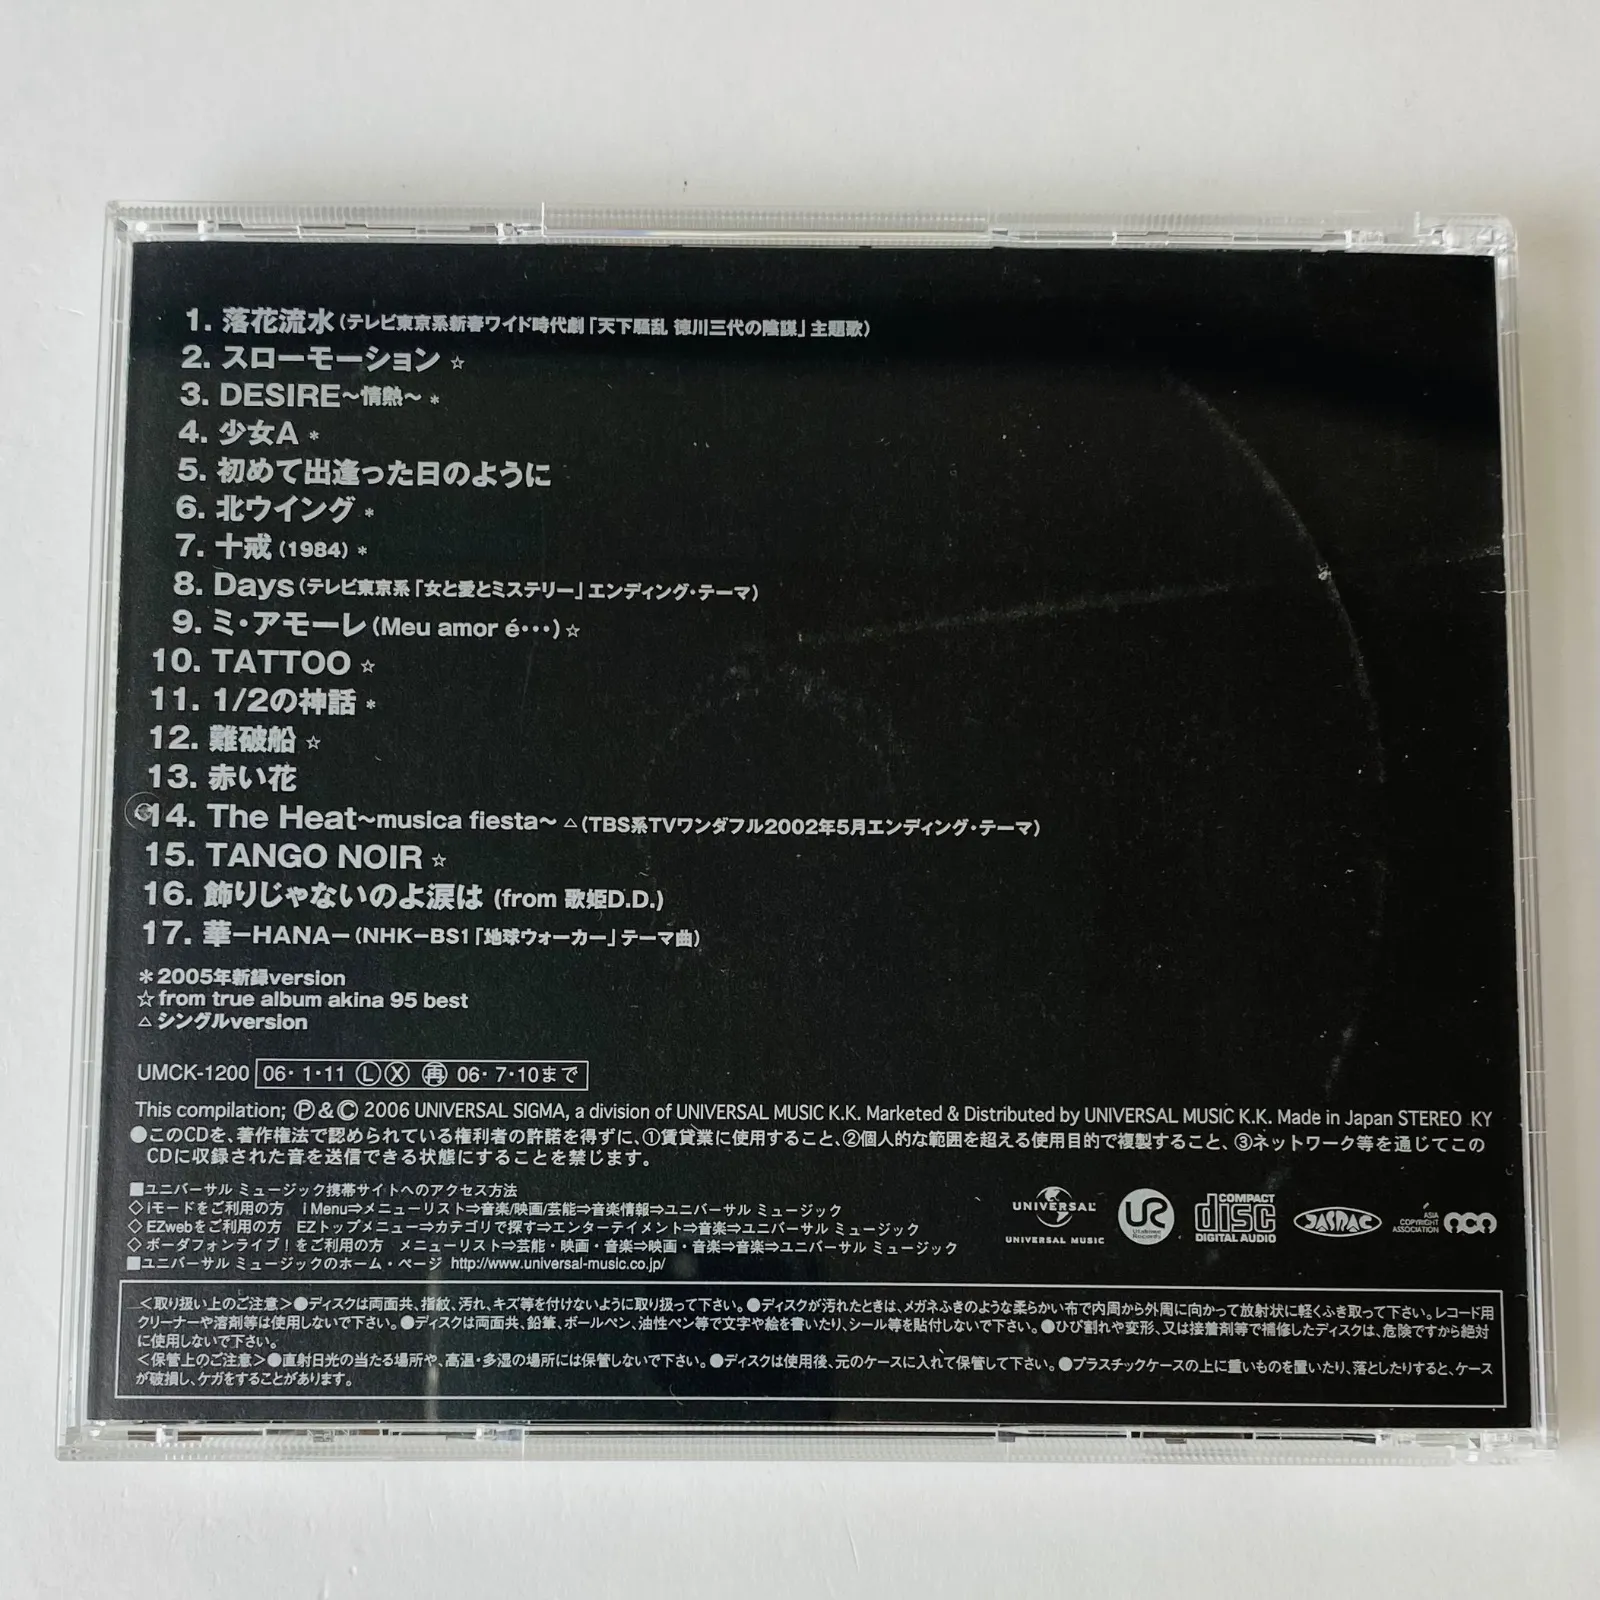 1. 落花流水(テレビ東京系新春ワイド時代劇「天下騒乱 徳川三代の陰謀」主題歌)
2. スローモーション ☆
3. DESIRE～情熱～ *
4. 少女A *
5. 初めて出逢った日のように
6. 北ウイング *
7. 十戒 (1984) *
8. Days(テレビ東京系「女と愛とミステリー」エンディング・テーマ)
9. ミ・アモーレ(Meu amor é･･･)☆
10. TATTOO ☆
11. 1/2の神話 *
12. 難破船 ☆
13. 赤い花
14. The Heat～musica fiesta～ △(TBS系TVワンダフル2002年5月エンディング・テーマ)
15. TANGO NOIR ☆
16. 飾りじゃないのよ涙は (from 歌姫D.D.)
17. 華－HANA－(NHK－BS1「地球ウォーカー」テーマ曲)
*2005年新録version
☆from true album akina 95 best
△シングルversion
UMCK-1200 06・1・11 Ⓛ Ⓧ ㊢ 06・7・10まで
This compilation; Ⓟ&© 2006 UNIVERSAL SIGMA, a division of UNIVERSAL MUSIC K.K. Marketed & Distributed by UNIVERSAL MUSIC K.K. Made in Japan STEREO KY
●このCDを、著作権法で認められている権利者の許諾を得ずに、①賃貸業に使用すること、②個人的な範囲を超える使用目的で複製すること、③ネットワーク等を通じてこの
CDに収録された音を送信できる状態にすることを禁じます。
■ユニバーサル ミュージック携帯サイトへのアクセス方法
◇iモードをご利用の方 i Menu⇒メニューリスト⇒音楽/映画/芸能⇒音楽情報⇒ユニバーサル ミュージック
◇EZwebをご利用の方 EZトップメニュー⇒カテゴリで探す⇒エンターテイメント⇒音楽⇒ユニバーサル ミュージック
◇ボーダフォンライブ！をご利用の方 メニューリスト⇒芸能・映画・音楽⇒映画・音楽⇒音楽⇒ユニバーサル ミュージック
■ユニバーサル ミュージックのホーム・ページ http://www.universal-music.co.jp/
UNIVERSAL
UNIVERSAL MUSIC
UR
Utahime Records
COMPACT
disc
DIGITAL AUDIO
JASRAC
ASIA
COPYRIGHT
ASSOCIATION
aca
＜取り扱い上のご注意＞●ディスクは両面共、指紋、汚れ、キズ等を付けないように取り扱って下さい。●ディスクが汚れたときは、メガネふきのような柔らかい布で内周から外周に向かって放射状に軽くふき取って下さい。レコード用
クリーナーや溶剤等は使用しないで下さい。●ディスクは両面共、鉛筆、ボールペン、油性ペン等で文字や絵を書いたり、シール等を貼付しないで下さい。●ひび割れや変形、又は接着剤等で補修したディスクは、危険ですから絶対
に使用しないで下さい。
＜保管上のご注意＞●直射日光の当たる場所や、高温・多湿の場所には保管しないで下さい。●ディスクは使用後、元のケースに入れて保管して下さい。●プラスチックケースの上に重いものを置いたり、落としたりすると、ケース
が破損し、ケガをすることがあります。